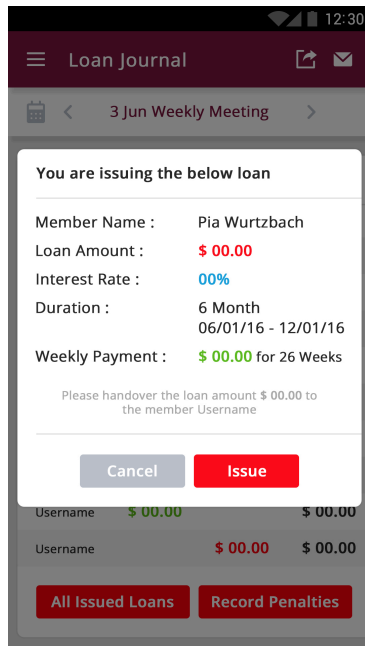 12:30
Loan Journal
3 Jun Weekly Meeting
You are issuing the below loan
Member Name : Pia Wurtzbach
Loan Amount : $ 00.00
Interest Rate : 00%
Duration : 6 Month
06/01/16 - 12/01/16
Weekly Payment : $ 00.00 for 26 Weeks
Please handover the loan amount $ 00.00 to
the member Username
Cancel Issue
Username $ 00.00 $ 00.00
Username $ 00.00 $ 00.00
All Issued Loans Record Penalties